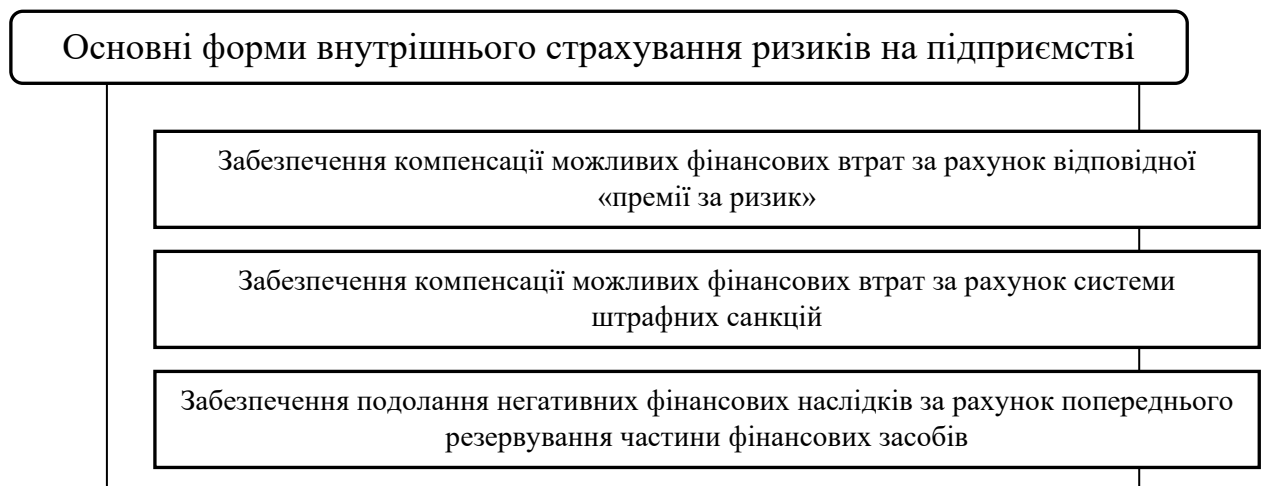 Основні форми внутрішнього страхування ризиків на підприємстві
Забезпечення компенсації можливих фінансових втрат за рахунок відповідної
«премії за ризик»
Забезпечення компенсації можливих фінансових втрат за рахунок системи
штрафних санкцій
Забезпечення подолання негативних фінансових наслідків за рахунок попереднього
резервування частини фінансових засобів